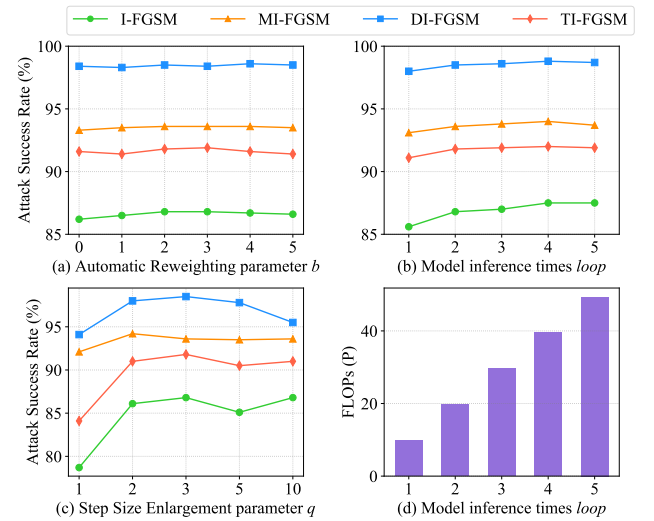 I-FGSM MI-FGSM DI-FGSM TI-FGSM
Attack Success Rate (%)
100
95
90
85
0 1 2 3 4 5
(a) Automatic Reweighting parameter b
100
95
90
85
1 2 3 4 5
(b) Model inference times loop
Attack Success Rate (%)
95
90
85
80
1 2 3 5 10
(c) Step Size Enlargement parameter q
FLOPs (P)
40
20
0
1 2 3 4 5
(d) Model inference times loop